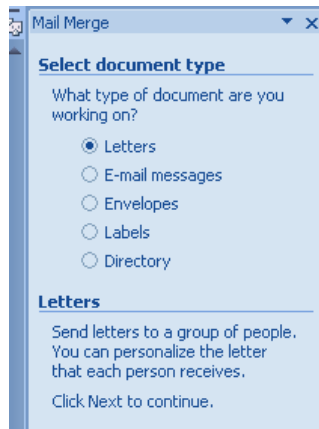 Mail Merge
Select document type
What type of document are you
working on?
Letters
E-mail messages
Envelopes
Labels
Directory
Letters
Send letters to a group of people.
You can personalize the letter
that each person receives.
Click Next to continue.